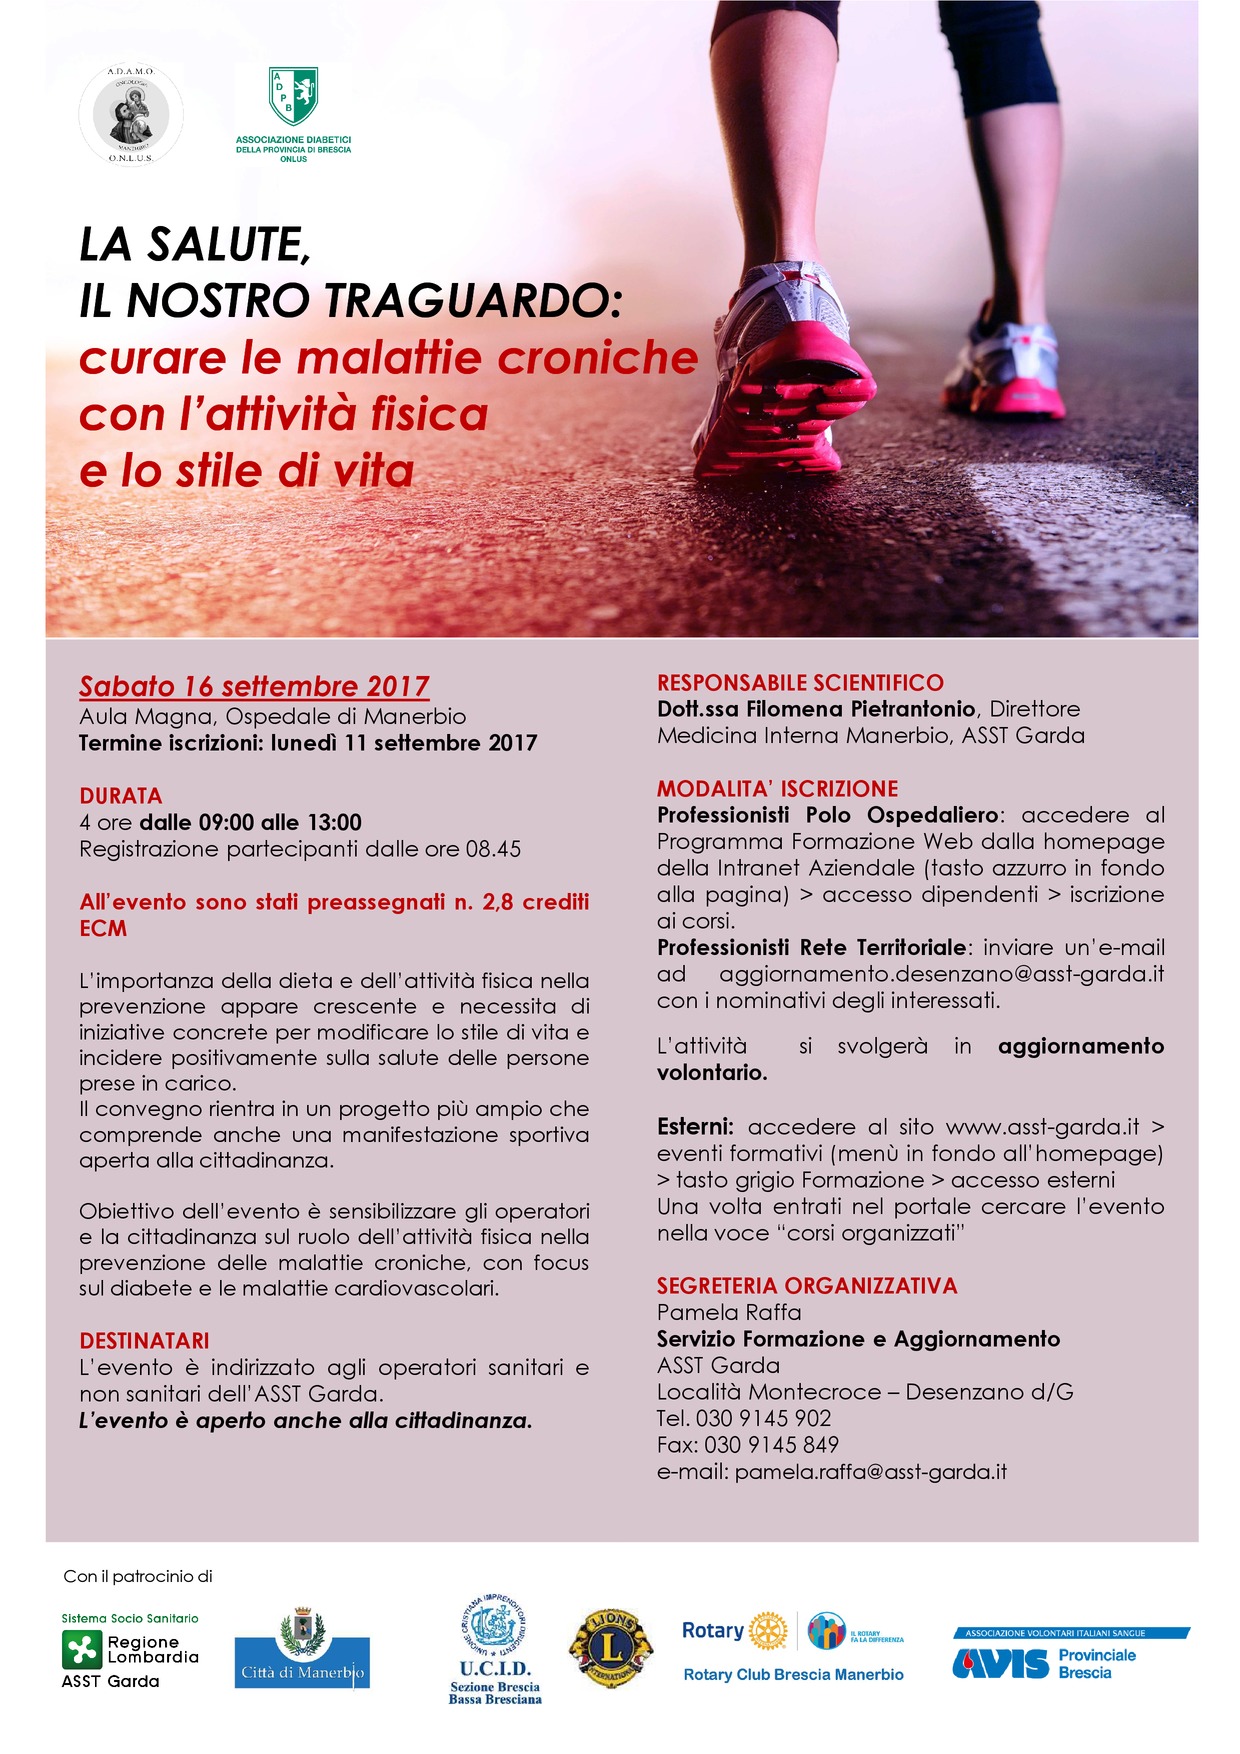 A.D.A.M.O.
ONCOLOGIA
MANERBIO
O.N.L.U.S.
A
D
P
B
ASSOCIAZIONE DIABETICI
DELLA PROVINCIA DI BRESCIA
ONLUS
LA SALUTE,
IL NOSTRO TRAGUARDO:
curare le malattie croniche
con l’attività fisica
e lo stile di vita
Sabato 16 settembre 2017
Aula Magna, Ospedale di Manerbio
Termine iscrizioni: lunedì 11 settembre 2017
DURATA
4 ore dalle 09:00 alle 13:00
Registrazione partecipanti dalle ore 08.45
All’evento sono stati preassegnati n. 2,8 crediti
ECM
L’importanza della dieta e dell’attività fisica nella
prevenzione appare crescente e necessita di
iniziative concrete per modificare lo stile di vita e
incidere positivamente sulla salute delle persone
prese in carico.
Il convegno rientra in un progetto più ampio che
comprende anche una manifestazione sportiva
aperta alla cittadinanza.
Obiettivo dell’evento è sensibilizzare gli operatori
e la cittadinanza sul ruolo dell’attività fisica nella
prevenzione delle malattie croniche, con focus
sul diabete e le malattie cardiovascolari.
DESTINATARI
L’evento è indirizzato agli operatori sanitari e
non sanitari dell’ASST Garda.
L’evento è aperto anche alla cittadinanza.
RESPONSABILE SCIENTIFICO
Dott.ssa Filomena Pietrantonio, Direttore
Medicina Interna Manerbio, ASST Garda
MODALITA’ ISCRIZIONE
Professionisti Polo Ospedaliero: accedere al
Programma Formazione Web dalla homepage
della Intranet Aziendale (tasto azzurro in fondo
alla pagina) > accesso dipendenti > iscrizione
ai corsi.
Professionisti Rete Territoriale: inviare un’e-mail
ad aggiornamento.desenzano@asst-garda.it
con i nominativi degli interessati.
L’attività si svolgerà in aggiornamento
volontario.
Esterni: accedere al sito www.asst-garda.it >
eventi formativi (menù in fondo all’homepage)
> tasto grigio Formazione > accesso esterni
Una volta entrati nel portale cercare l’evento
nella voce “corsi organizzati”
SEGRETERIA ORGANIZZATIVA
Pamela Raffa
Servizio Formazione e Aggiornamento
ASST Garda
Località Montecroce – Desenzano d/G
Tel. 030 9145 902
Fax: 030 9145 849
e-mail: pamela.raffa@asst-garda.it
Con il patrocinio di
Sistema Socio Sanitario
Regione
Lombardia
ASST Garda
Città di Manerbio
UNIONE CRISTIANA IMPRENDITORI DIRIGENTI
U.C.I.D.
Sezione Brescia
Bassa Bresciana
LIONS
L
INTERNATIONAL
Rotary
IL ROTARY
FA LA DIFFERENZA
Rotary Club Brescia Manerbio
ASSOCIAZIONE VOLONTARI ITALIANI SANGUE
AVIS
Provinciale
Brescia